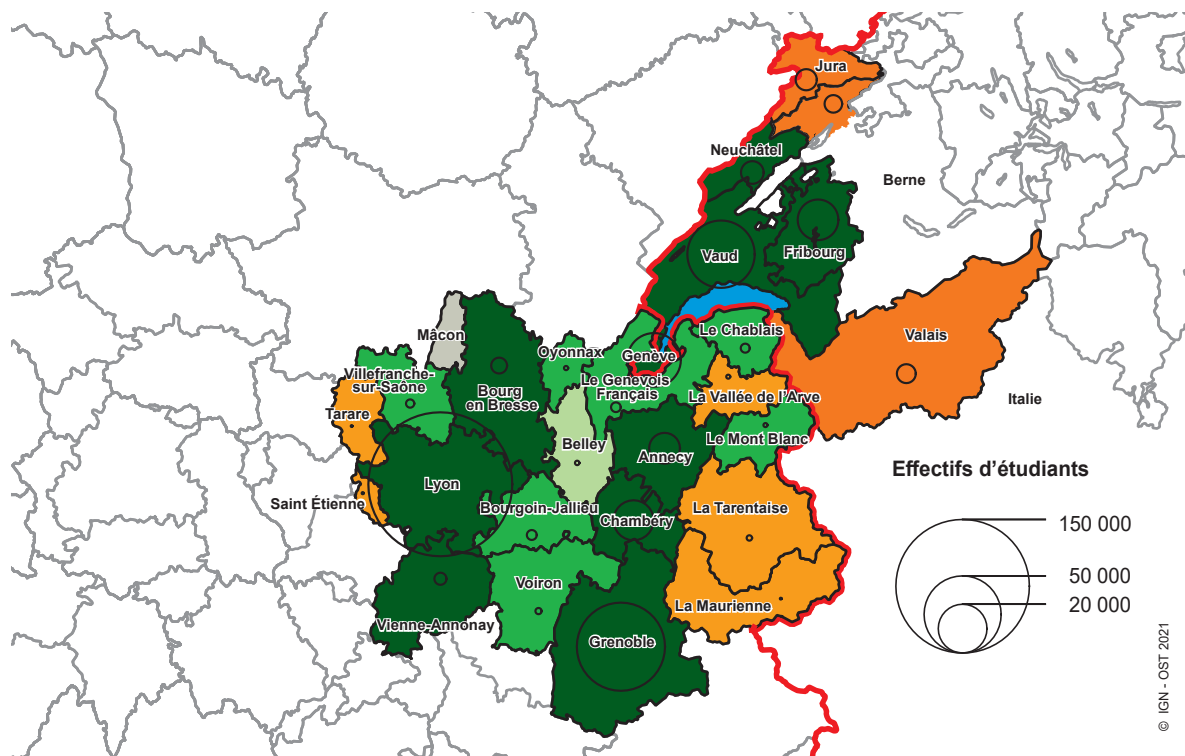 Jura
Neuchâtel
Berne
Vaud
Fribourg
Mâcon
Le Chablais
Valais
Oyonnax
Genève
Villefranche-
sur-Saône
Bourg
en Bresse
Le Genevois
Français
La Vallée de l'Arve
Italie
Tarare
Belley
Annecy
Le Mont Blanc
Effectifs d'étudiants
Lyon
Saint Étienne
Bourgoin-Jallieu
Chambéry
La Tarentaise
150 000
50 000
20 000
Voiron
La Maurienne
Vienne-Annonay
Grenoble
© IGN - OST 2021